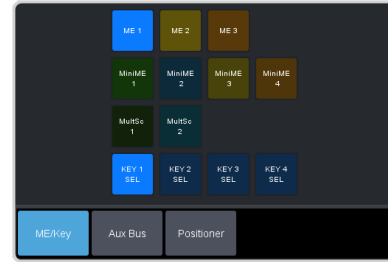 ME 1 ME 2 ME 3
MiniME MiniME MiniME MiniME
1 2 3 4
MultSc MultSc
1 2
KEY 1 KEY 2 KEY 3 KEY 4
SEL SEL SEL SEL
ME/Key Aux Bus Positioner